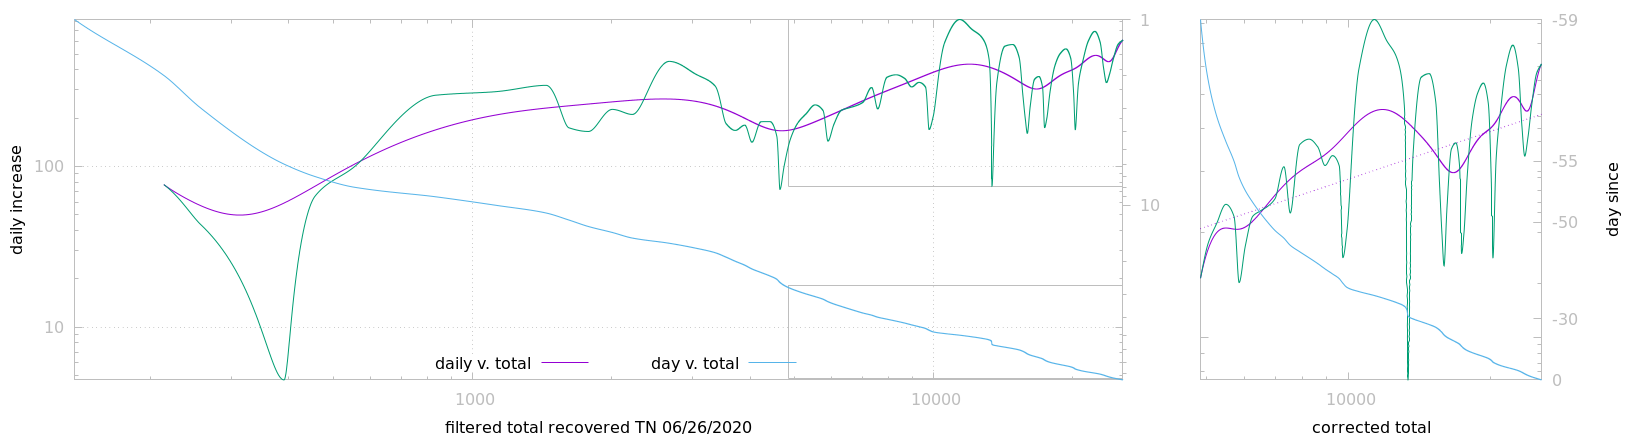 1
-59
100
-55
10
-50
daily increase
day since
10
-30
daily v. total
day v. total
0
1000
10000
10000
filtered total recovered TN 06/26/2020
corrected total